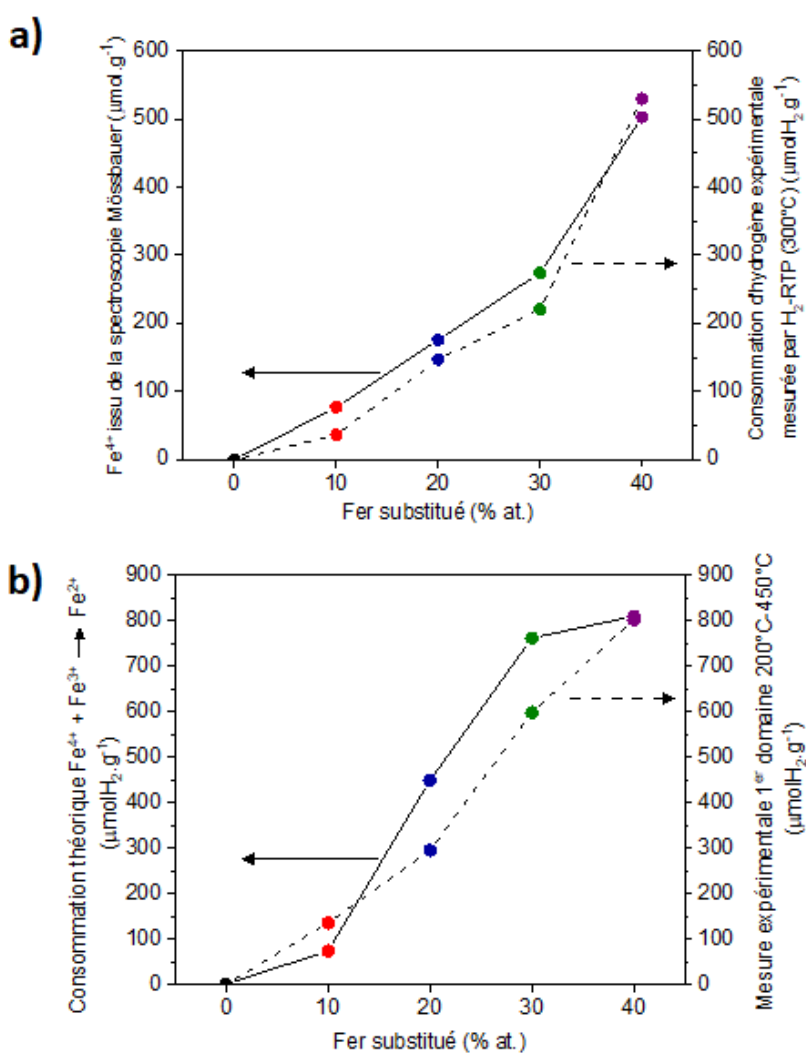 a)
600
500
400
300
200
100
0
Fe⁴⁺ issu de la spectroscopie Mössbauer (µmol.g⁻¹)
600
500
400
300
200
100
0
Consommation d'hydrogène expérimentale
mesurée par H₂-RTP (300°C) (µmolH₂.g⁻¹)
0 10 20 30 40
Fer substitué (% at.)
b)
900
800
700
600
500
400
300
200
100
0
Consommation théorique Fe⁴⁺ + Fe³⁺ → Fe²⁺
(µmolH₂.g⁻¹)
900
800
700
600
500
400
300
200
100
0
Mesure expérimentale 1ᵉʳ domaine 200°C-450°C
(µmolH₂.g⁻¹)
0 10 20 30 40
Fer substitué (% at.)